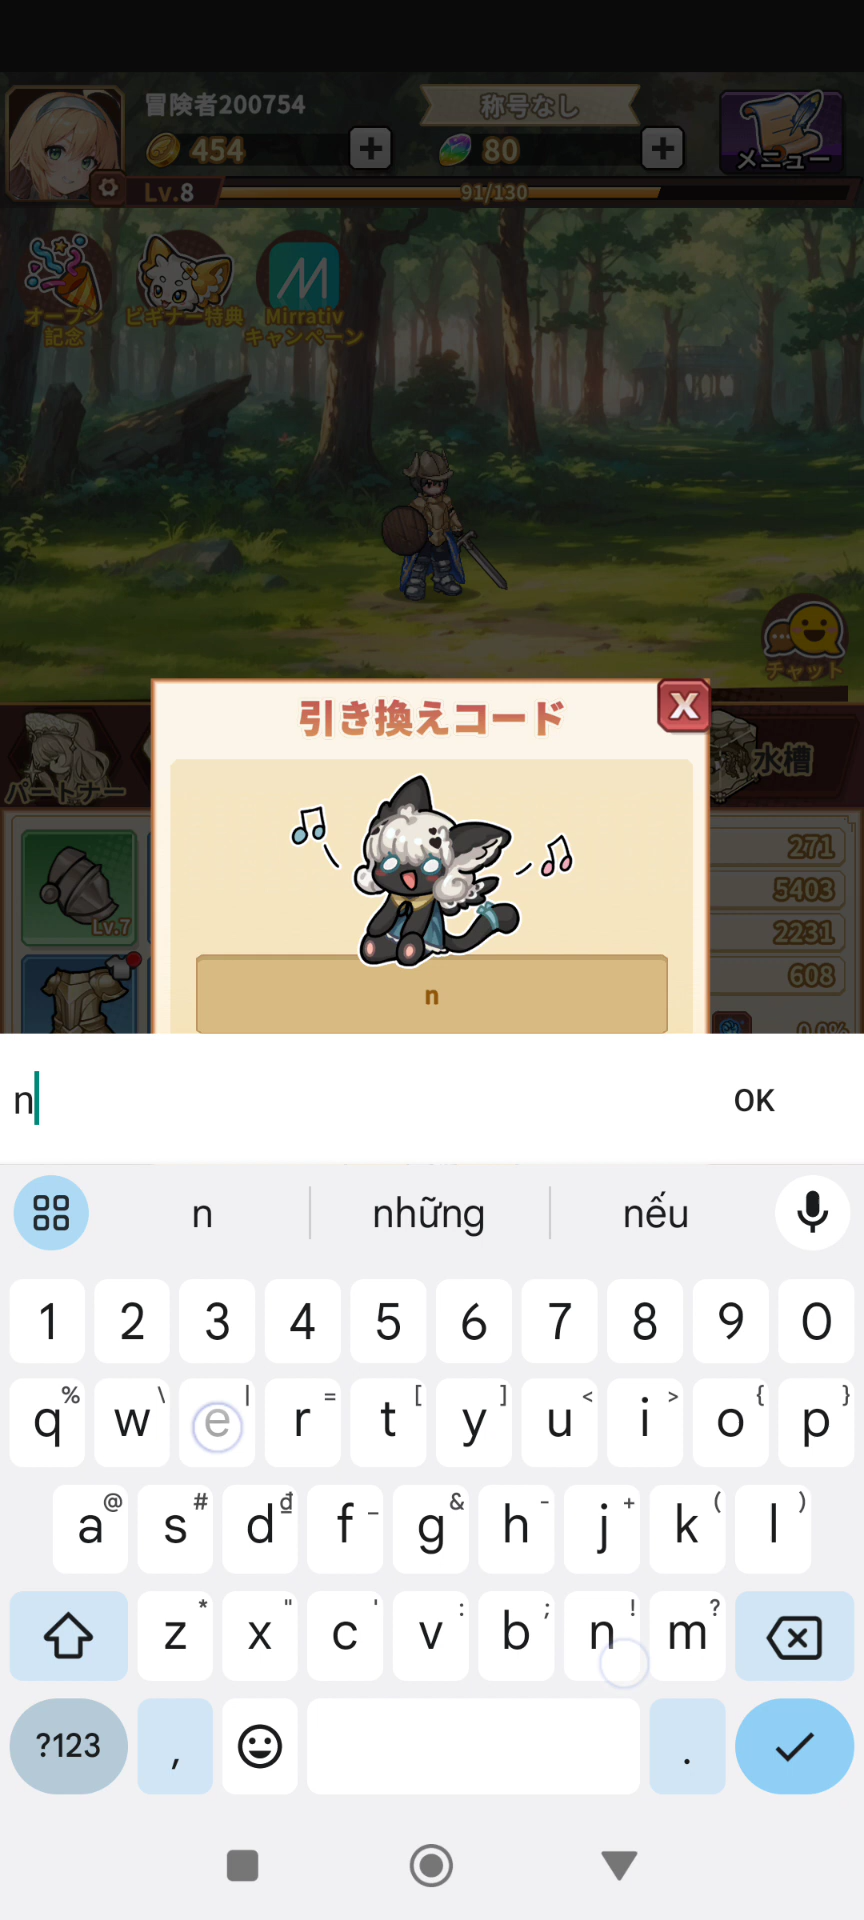 冒険者200754
称号なし
454
80
メニュー
Lv.8
91/130
オープン
記念
ビギナー特典
Mirrativ
キャンペーン
チャット
引き換えコード
X
パートナー
水槽
271
Lv.7
5403
2231
608
n
0.0%
n
OK
n
những
nếu
1 2 3 4 5 6 7 8 9 0
% \ | = [ ] < > { }
q w e r t y u i o p
@ # đ _ & - + ( )
a s d f g h j k l
* " ' : ; ! ?
z x c v b n m
?123 , .